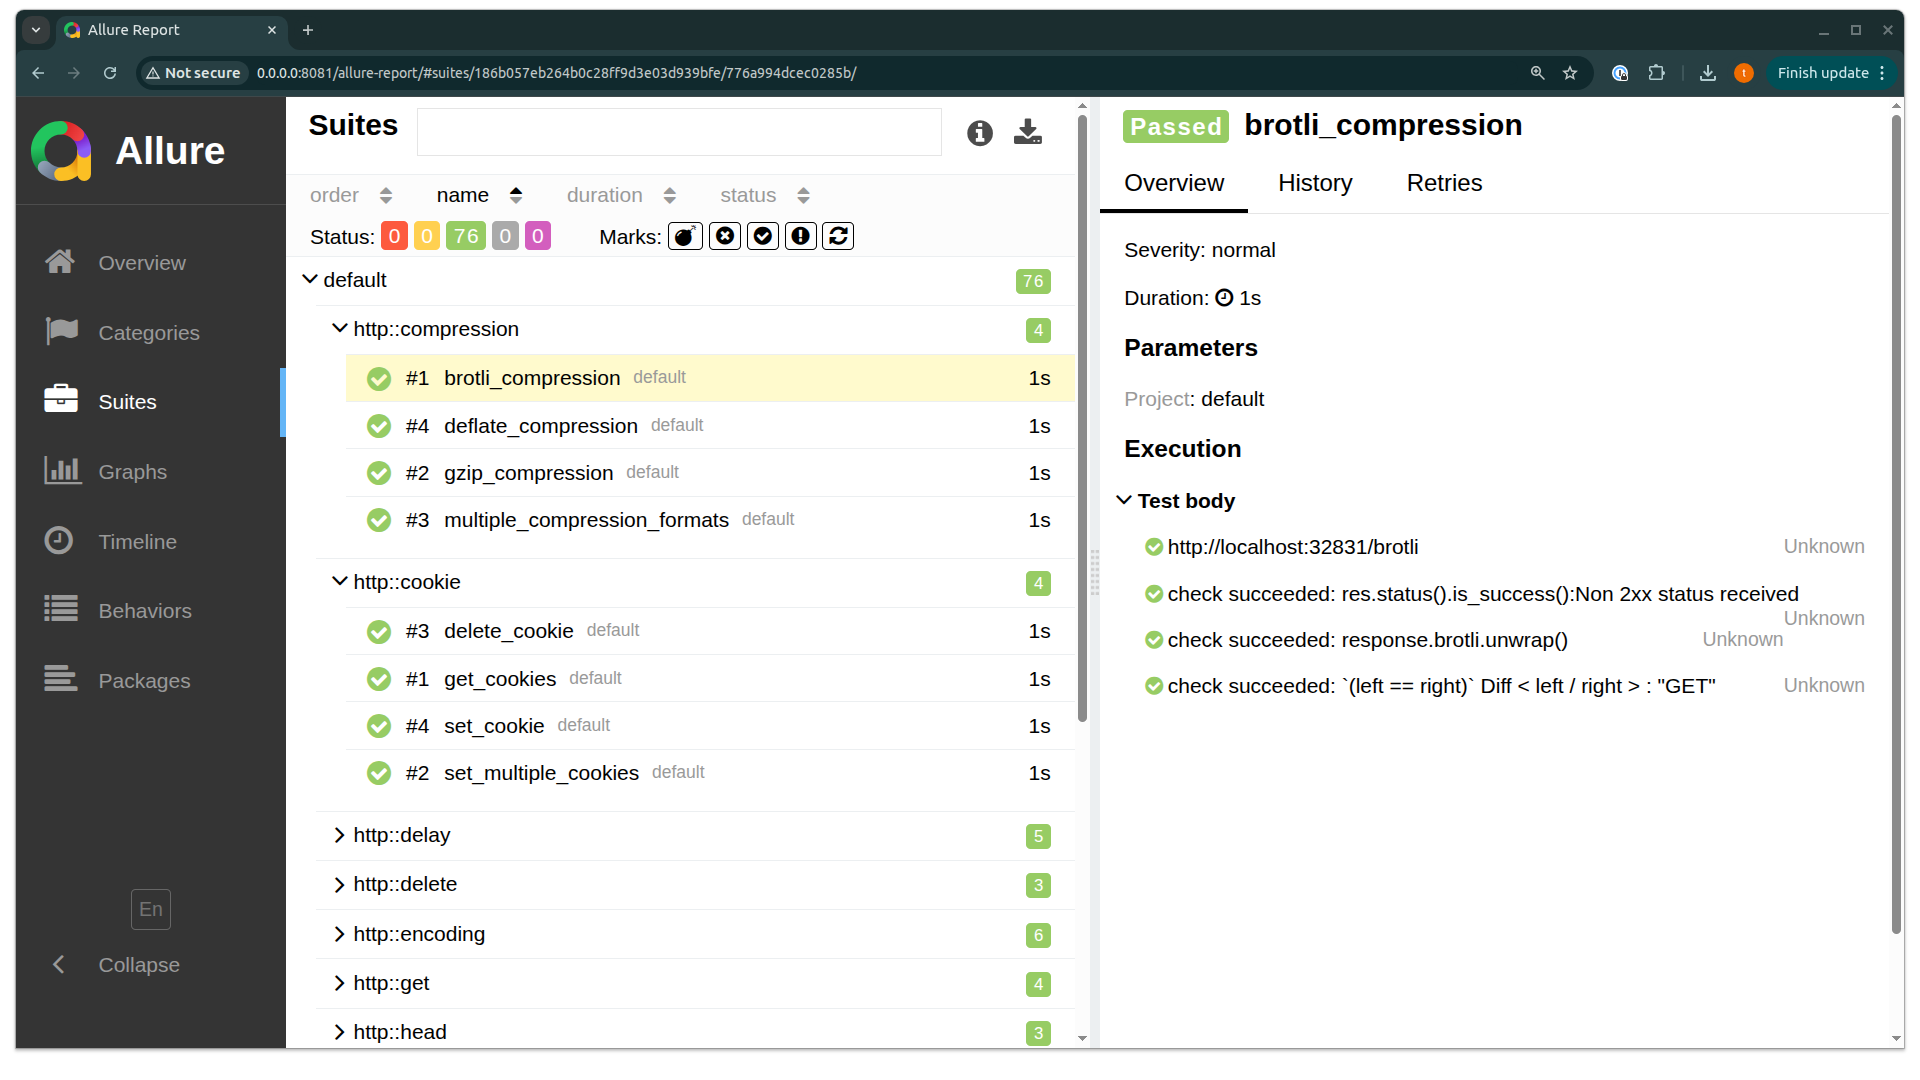 Allure Report
Not secure
0.0.0.0:8081/allure-report/#suites/186b057eb264b0c28ff9d3e03d939bfe/776a994dcec0285b/
t
Finish update
Allure
Overview
Categories
Suites
Graphs
Timeline
Behaviors
Packages
En
Collapse
Suites
order name duration status
Status: 0 0 76 0 0 Marks:
default 76
http::compression 4
#1 brotli_compression default 1s
#4 deflate_compression default 1s
#2 gzip_compression default 1s
#3 multiple_compression_formats default 1s
http::cookie 4
#3 delete_cookie default 1s
#1 get_cookies default 1s
#4 set_cookie default 1s
#2 set_multiple_cookies default 1s
http::delay 5
http::delete 3
http::encoding 6
http::get 4
http::head 3
Passed brotli_compression
Overview History Retries
Severity: normal
Duration: 1s
Parameters
Project: default
Execution
Test body
http://localhost:32831/brotli Unknown
check succeeded: res.status().is_success():Non 2xx status received
Unknown
check succeeded: response.brotli.unwrap() Unknown
check succeeded: `(left == right)` Diff < left / right > : "GET" Unknown